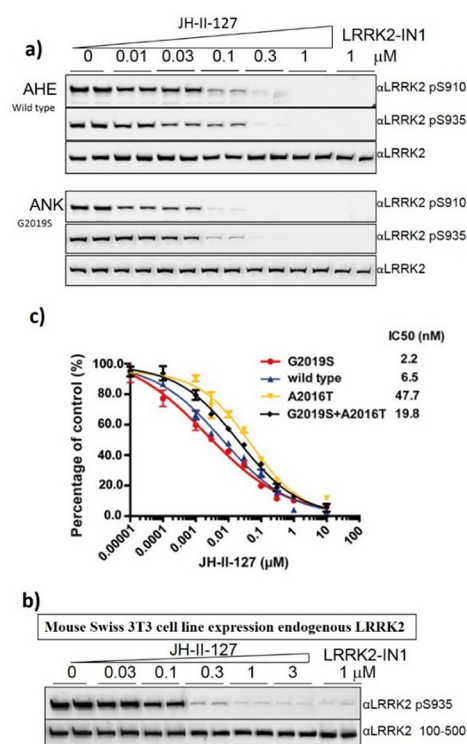 a)
JH-II-127
LRRK2-IN1
0 0.01 0.03 0.1 0.3 1 1 μM
AHE
Wild type
αLRRK2 pS910
αLRRK2 pS935
αLRRK2
ANK
G2019S
αLRRK2 pS910
αLRRK2 pS935
αLRRK2
c)
IC50 (nM)
G2019S 2.2
wild type 6.5
A2016T 47.7
G2019S+A2016T 19.8
Percentage of control (%)
100.0
80.0
60.0
40.0
20.0
0.0
0.00001 0.0001 0.001 0.01 0.1 1 10 100
JH-II-127 (μM)
b)
Mouse Swiss 3T3 cell line expression endogenous LRRK2
JH-II-127
LRRK2-IN1
0 0.03 0.1 0.3 1 3 1 μM
αLRRK2 pS935
αLRRK2 100-500